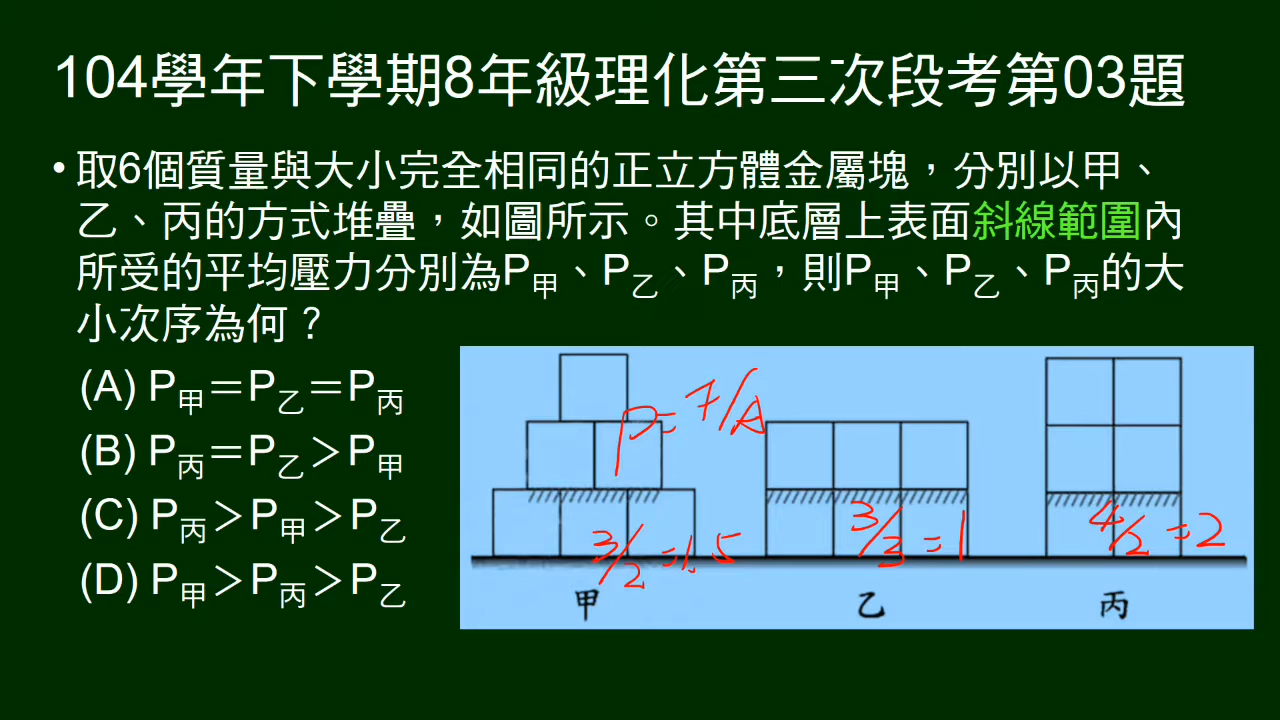 104學年下學期8年級理化第三次段考第03題
• 取6個質量與大小完全相同的正立方體金屬塊，分別以甲、
乙、丙的方式堆疊，如圖所示。其中底層上表面斜線範圍內
所受的平均壓力分別為P甲、P乙、P丙，則P甲、P乙、P丙的大
小次序為何？
(A) P甲＝P乙＝P丙
(B) P丙＝P乙＞P甲
(C) P丙＞P甲＞P乙
(D) P甲＞P丙＞P乙
P=F/A
3/2=1.5
3/3=1
4/2=2
甲 乙 丙